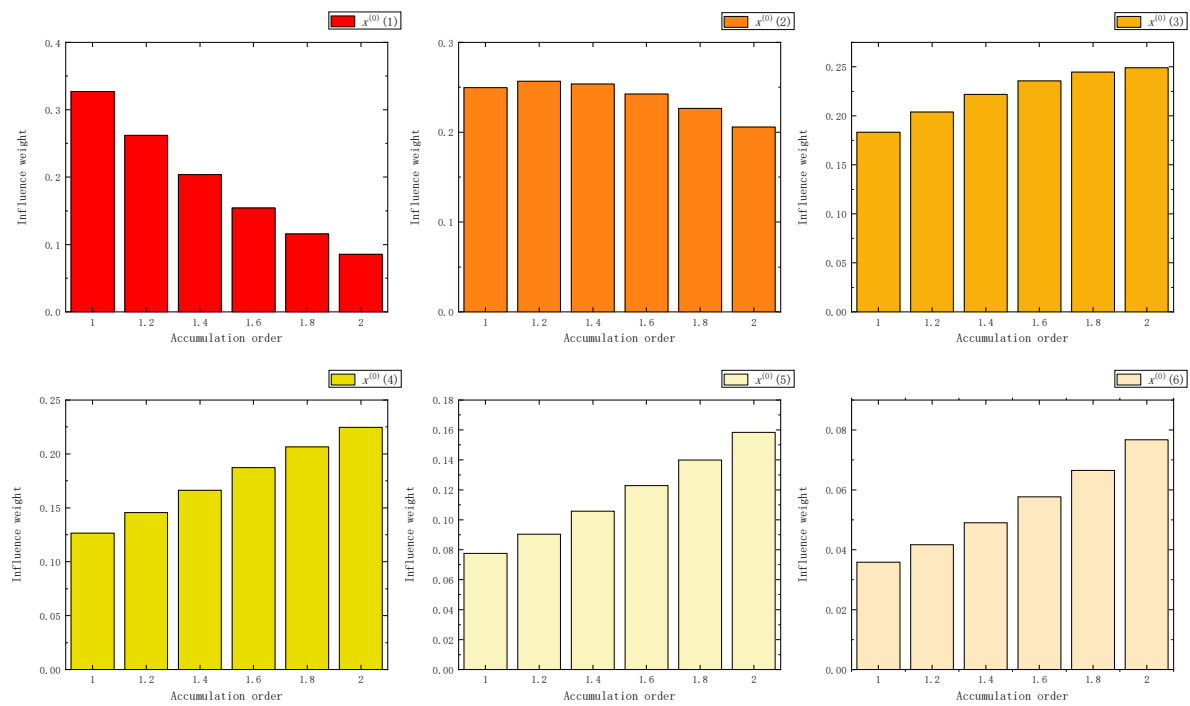 x⁽⁰⁾(1)
0.4
0.3
0.2
0.1
0.0
Influence weight
1 1.2 1.4 1.6 1.8 2
Accumulation order
x⁽⁰⁾(2)
0.3
0.2
0.1
0.0
Influence weight
1 1.2 1.4 1.6 1.8 2
Accumulation order
x⁽⁰⁾(3)
0.25
0.20
0.15
0.10
0.05
0.00
Influence weight
1 1.2 1.4 1.6 1.8 2
Accumulation order
x⁽⁰⁾(4)
0.25
0.20
0.15
0.10
0.05
0.00
Influence weight
1 1.2 1.4 1.6 1.8 2
Accumulation order
x⁽⁰⁾(5)
0.18
0.16
0.14
0.12
0.10
0.08
0.06
0.04
0.02
0.00
Influence weight
1 1.2 1.4 1.6 1.8 2
Accumulation order
x⁽⁰⁾(6)
0.08
0.06
0.04
0.02
0.00
Influence weight
1 1.2 1.4 1.6 1.8 2
Accumulation order